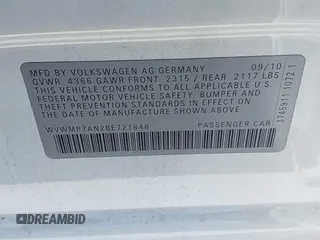 MFD. BY VOLKSWAGEN AG GERMANY 09/10
GVWR 4366 GAWR FRONT 2315 / REAR 2117 LBS
THIS VEHICLE CONFORMS TO ALL APPLICABLE U.S.
FEDERAL MOTOR VEHICLE SAFETY, BUMPER AND THEFT
PREVENTION STANDARDS IN EFFECT ON THE DATE OF
MANUFACTURE SHOWN ABOVE.
PASSENGER CAR
DREAMBID